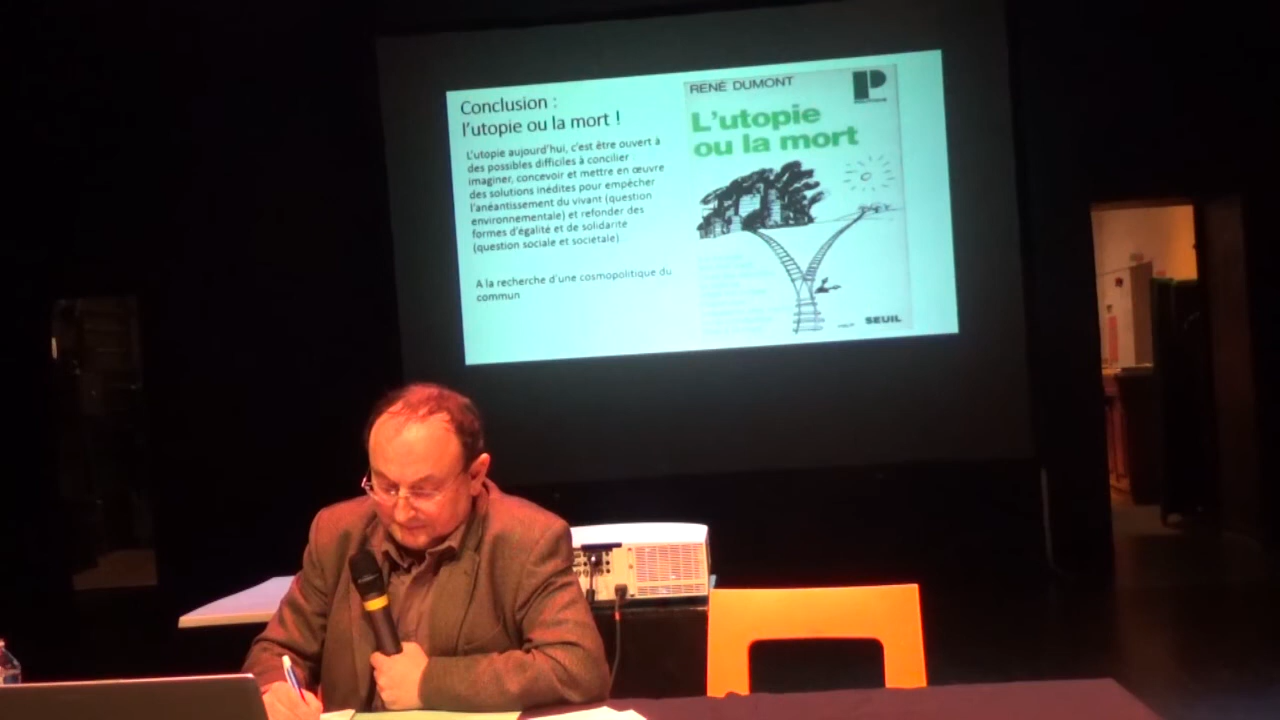 Conclusion :
l'utopie ou la mort !
L'utopie aujourd'hui, c'est être ouvert à
des possibles difficiles à concilier
imaginer, concevoir et mettre en œuvre
des solutions inédites pour empêcher
l'anéantissement du vivant (question
environnementale) et refonder des
formes d'égalité et de solidarité
(question sociale et sociétale)
A la recherche d'une cosmopolitique du
commun
RENÉ DUMONT
P
L'utopie
ou la mort
SEUIL